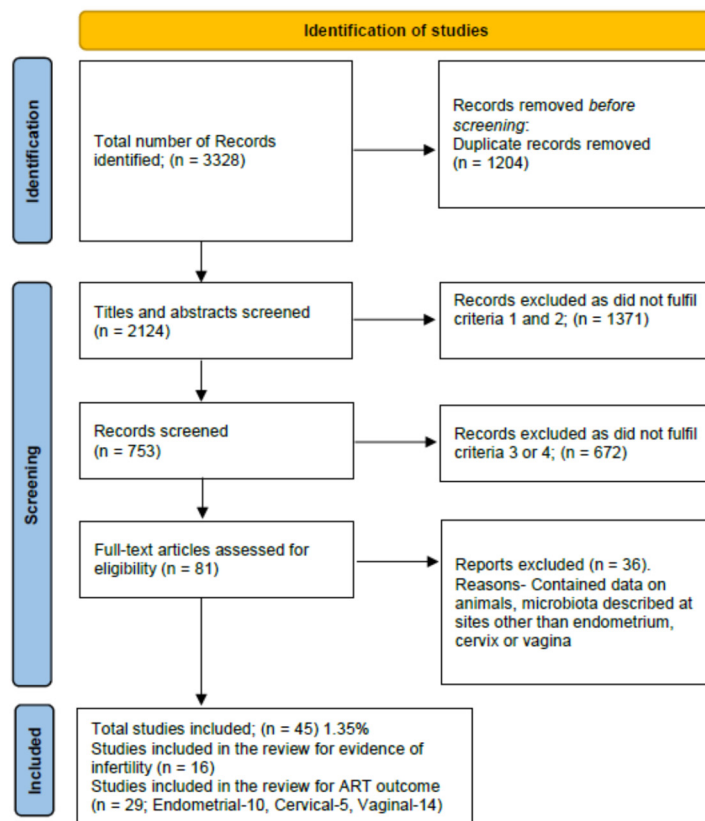 Identification of studies
Identification
Total number of Records
identified; (n = 3328)
Records removed before
screening:
Duplicate records removed
(n = 1204)
Screening
Titles and abstracts screened
(n = 2124)
Records excluded as did not fulfil
criteria 1 and 2; (n = 1371)
Records screened
(n = 753)
Records excluded as did not fulfil
criteria 3 or 4; (n = 672)
Full-text articles assessed for
eligibility (n = 81)
Reports excluded (n = 36).
Reasons- Contained data on
animals, microbiota described at
sites other than endometrium,
cervix or vagina
Included
Total studies included; (n = 45) 1.35%
Studies included in the review for evidence of
infertility (n = 16)
Studies included in the review for ART outcome
(n = 29; Endometrial-10, Cervical-5, Vaginal-14)